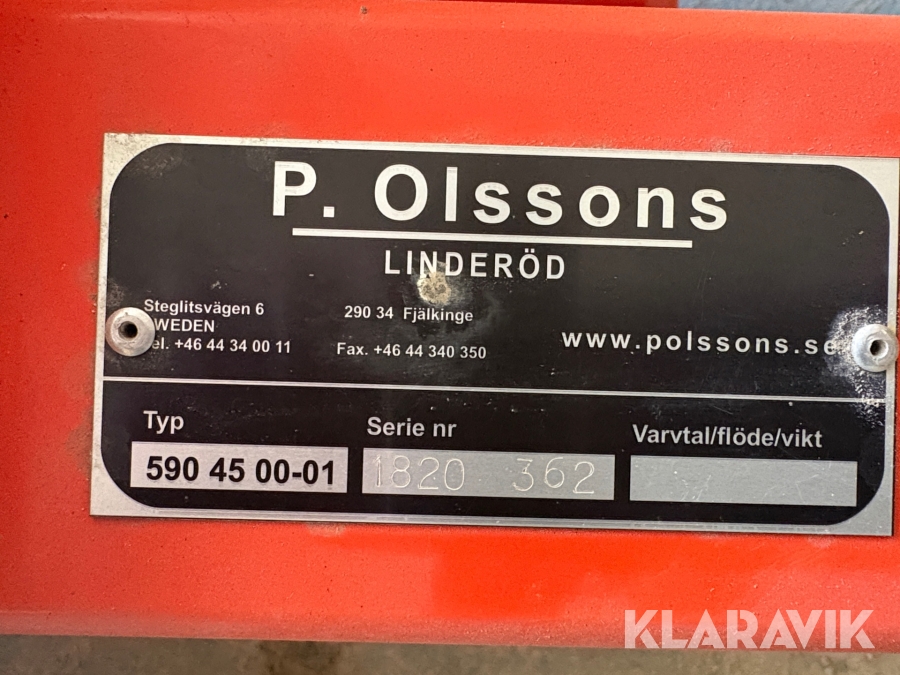 P. Olssons
LINDERÖD
Steglitsvägen 6
290 34 Fjälkinge
WEDEN
el. +46 44 34 00 11
Fax. +46 44 340 350
www.polssons.se
Typ
Serie nr
Varvtal/flöde/vikt
590 45 00-01
1820 362
KLARAVIK